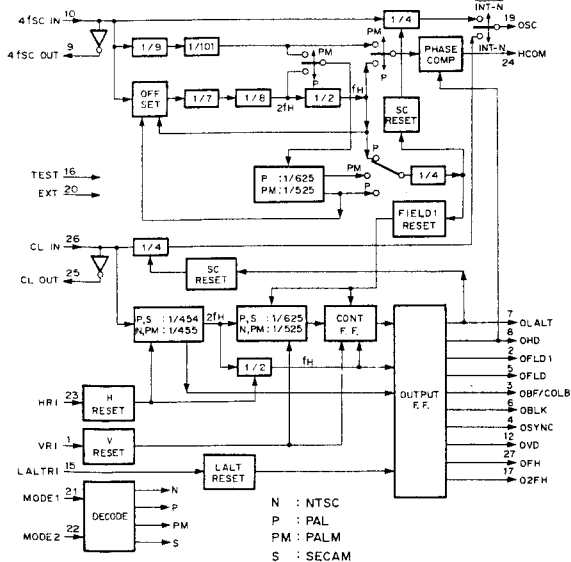 4fSC IN 10
1/4
INT-N
19 OSC
INT-N
4fSC OUT 9
1/9
1/101
PM
P
PM
P
PHASE COMP
HCOM 24
OFF SET
1/7
1/8
2fH
1/2
fH
SC RESET
TEST 16
EXT 20
P : 1/625
PM : 1/525
PM
P
P
1/4
FIELD 1 RESET
CL IN 26
1/4
CL OUT 25
SC RESET
P, S : 1/454
N, PM : 1/455
2fH
P, S : 1/625
N, PM : 1/525
CONT F. F.
1/2
fH
OUTPUT F. F.
7 OLALT
8 OHD
2 OFLD1
5 OFLD
3 OBF/COLB
6 OBLK
4 OSYNC
12 OVD
27 OFH
17 O2FH
HRI 23
H RESET
VRI 1
V RESET
LALTRI 15
LALT RESET
MODE1 21
MODE2 22
DECODE
N
P
PM
S
N : NTSC
P : PAL
PM : PALM
S : SECAM